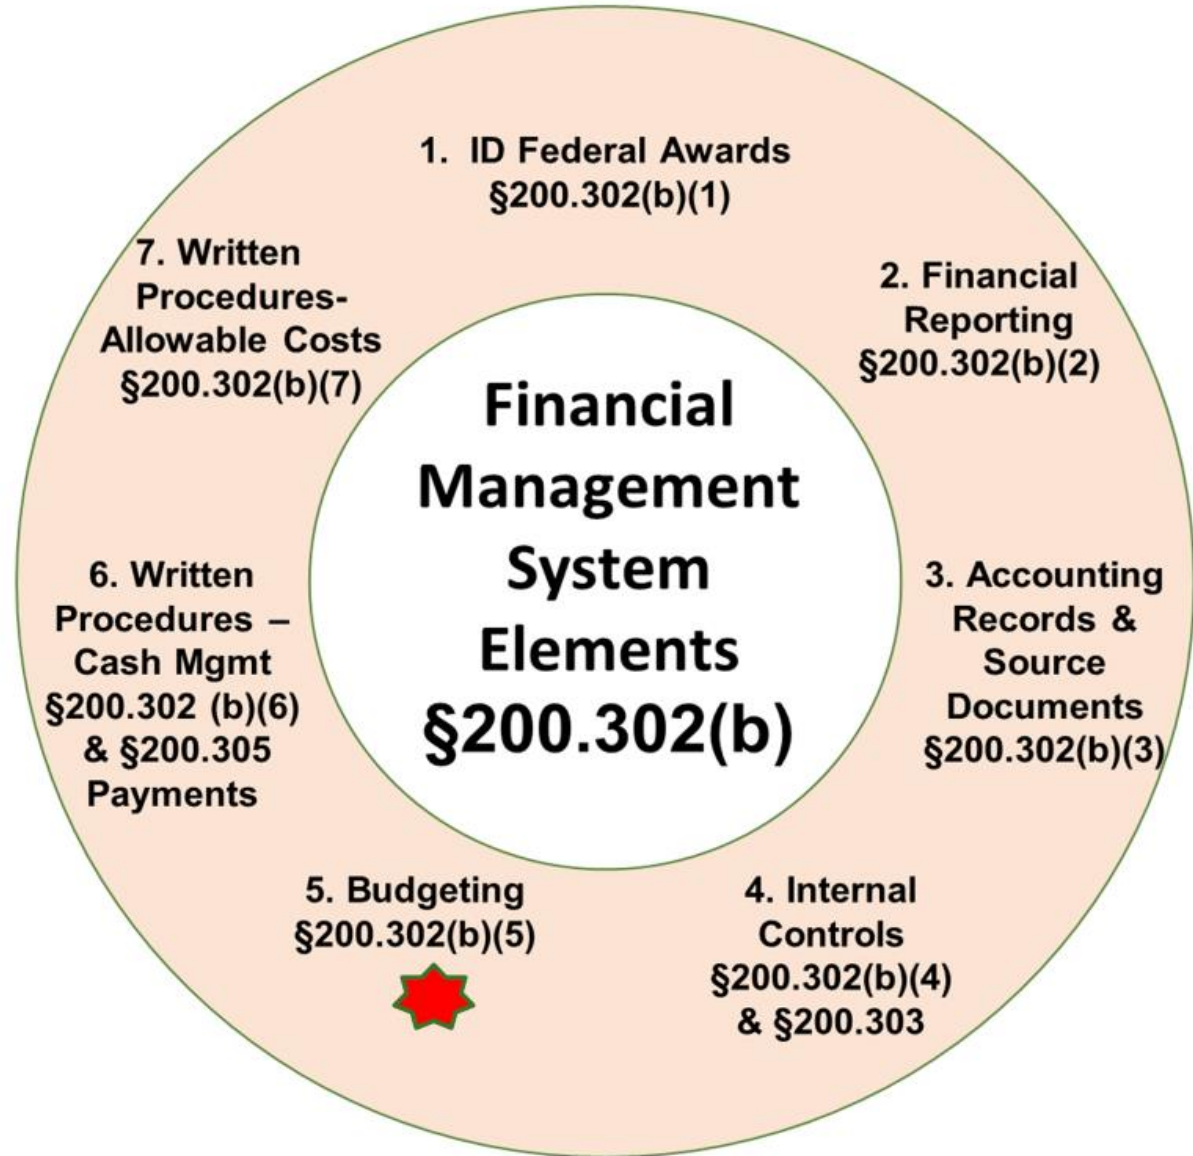 1. ID Federal Awards
§200.302(b)(1)
2. Financial
Reporting
§200.302(b)(2)
3. Accounting
Records &
Source
Documents
§200.302(b)(3)
4. Internal
Controls
§200.302(b)(4)
& §200.303
5. Budgeting
§200.302(b)(5)
6. Written
Procedures –
Cash Mgmt
§200.302 (b)(6)
& §200.305
Payments
7. Written
Procedures-
Allowable Costs
§200.302(b)(7)
Financial
Management
System
Elements
§200.302(b)